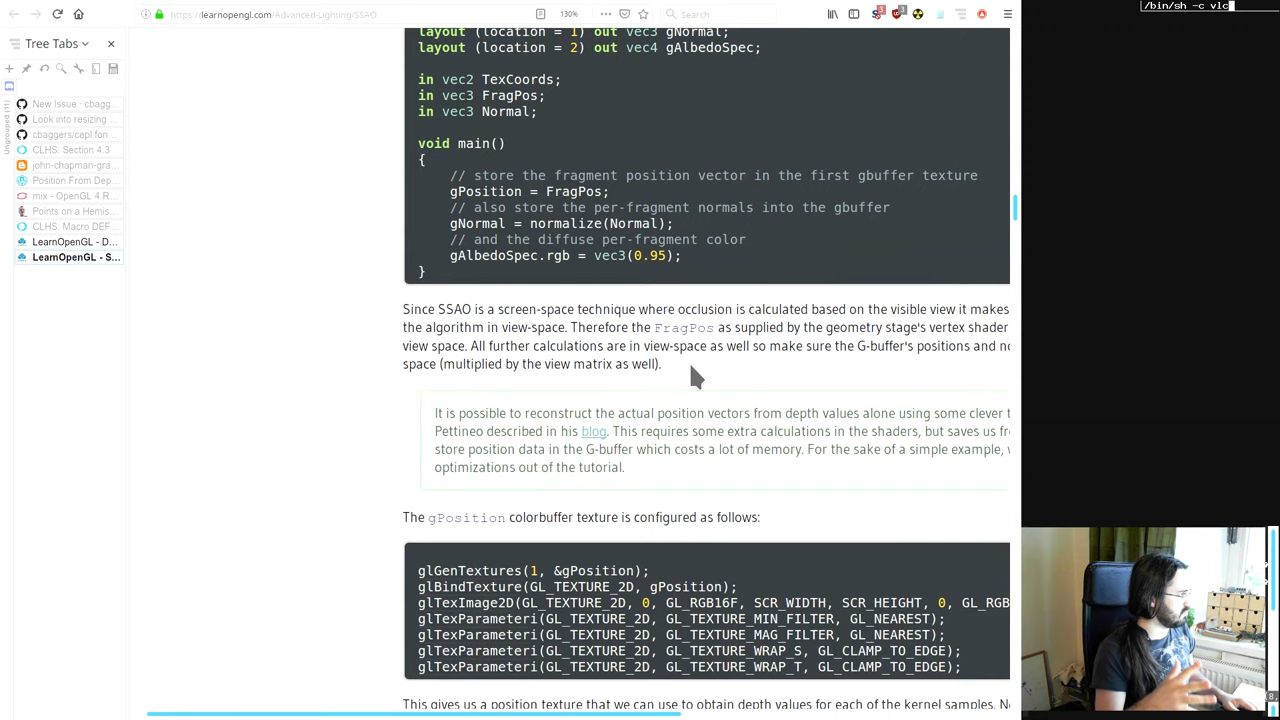 https://learnopengl.com/Advanced-Lighting/SSAO
130%
Search
/bin/sh -c vlc
Tree Tabs
Ungrouped (11)
New Issue · cbagg...
Look into resizing
cbaggers/cepl.fon...
CLHS: Section 4.3
john-chapman-gra...
Position From Dep...
mix - OpenGL 4 R...
Points on a Hemis...
CLHS: Macro DEF...
LearnOpenGL - D...
LearnOpenGL - S...
layout (location = 1) out vec3 gNormal;
layout (location = 2) out vec4 gAlbedoSpec;
in vec2 TexCoords;
in vec3 FragPos;
in vec3 Normal;
void main()
{
// store the fragment position vector in the first gbuffer texture
gPosition = FragPos;
// also store the per-fragment normals into the gbuffer
gNormal = normalize(Normal);
// and the diffuse per-fragment color
gAlbedoSpec.rgb = vec3(0.95);
}
Since SSAO is a screen-space technique where occlusion is calculated based on the visible view it makes
the algorithm in view-space. Therefore the FragPos as supplied by the geometry stage's vertex shader
view space. All further calculations are in view-space as well so make sure the G-buffer's positions and no
space (multiplied by the view matrix as well).
It is possible to reconstruct the actual position vectors from depth values alone using some clever t
Pettineo described in his blog. This requires some extra calculations in the shaders, but saves us fr
store position data in the G-buffer which costs a lot of memory. For the sake of a simple example, w
optimizations out of the tutorial.
The gPosition colorbuffer texture is configured as follows:
glGenTextures(1, &gPosition);
glBindTexture(GL_TEXTURE_2D, gPosition);
glTexImage2D(GL_TEXTURE_2D, 0, GL_RGB16F, SCR_WIDTH, SCR_HEIGHT, 0, GL_RGB
glTexParameteri(GL_TEXTURE_2D, GL_TEXTURE_MIN_FILTER, GL_NEAREST);
glTexParameteri(GL_TEXTURE_2D, GL_TEXTURE_MAG_FILTER, GL_NEAREST);
glTexParameteri(GL_TEXTURE_2D, GL_TEXTURE_WRAP_S, GL_CLAMP_TO_EDGE);
glTexParameteri(GL_TEXTURE_2D, GL_TEXTURE_WRAP_T, GL_CLAMP_TO_EDGE);
This gives us a position texture that we can use to obtain depth values for each of the kernel samples. No